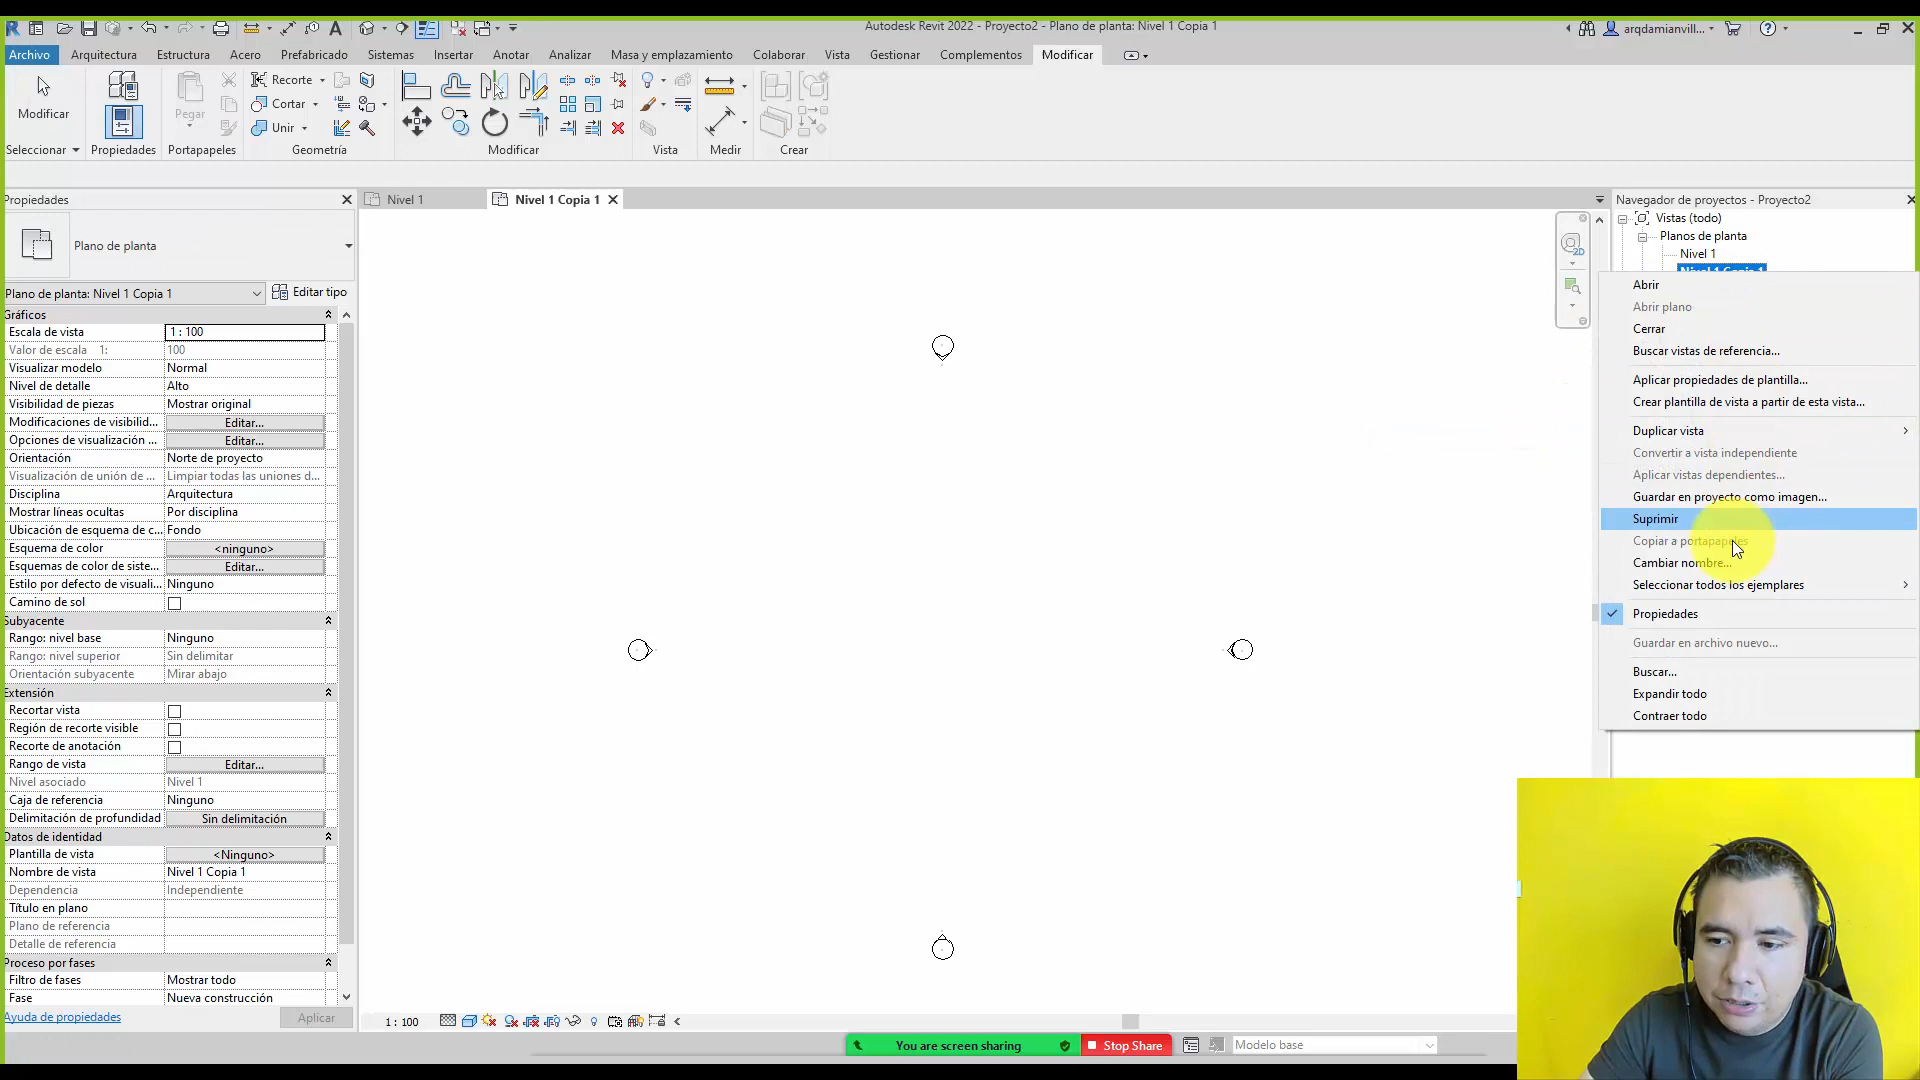 Autodesk Revit 2022 - Proyecto2 - Plano de planta: Nivel 1 Copia 1
arqdamianvill...
Archivo Arquitectura Estructura Acero Prefabricado Sistemas Insertar Anotar Analizar Masa y emplazamiento Colaborar Vista Gestionar Complementos Modificar
Modificar
Pegar
Recorte
Cortar
Unir
Seleccionar Propiedades Portapapeles Geometría Modificar Vista Medir Crear
Propiedades
Plano de planta
Plano de planta: Nivel 1 Copia 1 Editar tipo
Gráficos
Escala de vista 1 : 100
Valor de escala 1: 100
Visualizar modelo Normal
Nivel de detalle Alto
Visibilidad de piezas Mostrar original
Modificaciones de visibilid... Editar...
Opciones de visualización ... Editar...
Orientación Norte de proyecto
Visualización de unión de ... Limpiar todas las uniones d...
Disciplina Arquitectura
Mostrar líneas ocultas Por disciplina
Ubicación de esquema de c... Fondo
Esquema de color <ninguno>
Esquemas de color de siste... Editar...
Estilo por defecto de visuali... Ninguno
Camino de sol
Subyacente
Rango: nivel base Ninguno
Rango: nivel superior Sin delimitar
Orientación subyacente Mirar abajo
Extensión
Recortar vista
Región de recorte visible
Recorte de anotación
Rango de vista Editar...
Nivel asociado Nivel 1
Caja de referencia Ninguno
Delimitación de profundidad Sin delimitación
Datos de identidad
Plantilla de vista <Ninguno>
Nombre de vista Nivel 1 Copia 1
Dependencia Independiente
Título en plano
Plano de referencia
Detalle de referencia
Proceso por fases
Filtro de fases Mostrar todo
Fase Nueva construcción
Ayuda de propiedades Aplicar
Nivel 1 Nivel 1 Copia 1
2D
1 : 100
You are screen sharing Stop Share
Modelo base
Navegador de proyectos - Proyecto2
Vistas (todo)
Planos de planta
Nivel 1
Nivel 1 Copia 1
Abrir
Abrir plano
Cerrar
Buscar vistas de referencia...
Aplicar propiedades de plantilla...
Crear plantilla de vista a partir de esta vista...
Duplicar vista
Convertir a vista independiente
Aplicar vistas dependientes...
Guardar en proyecto como imagen...
Suprimir
Copiar a portapapeles
Cambiar nombre...
Seleccionar todos los ejemplares
Propiedades
Guardar en archivo nuevo...
Buscar...
Expandir todo
Contraer todo